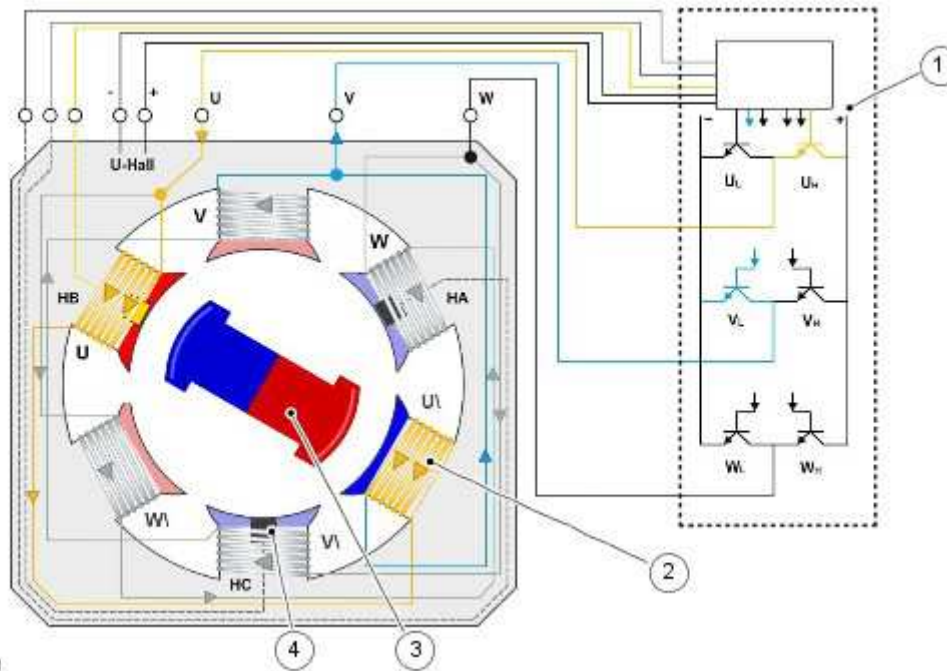 1
- + U V W
- +
U-Hall
UL UH
V
W
HB HA
VL VH
U
U\
WL WH
W\
V\
HC
2
4 3